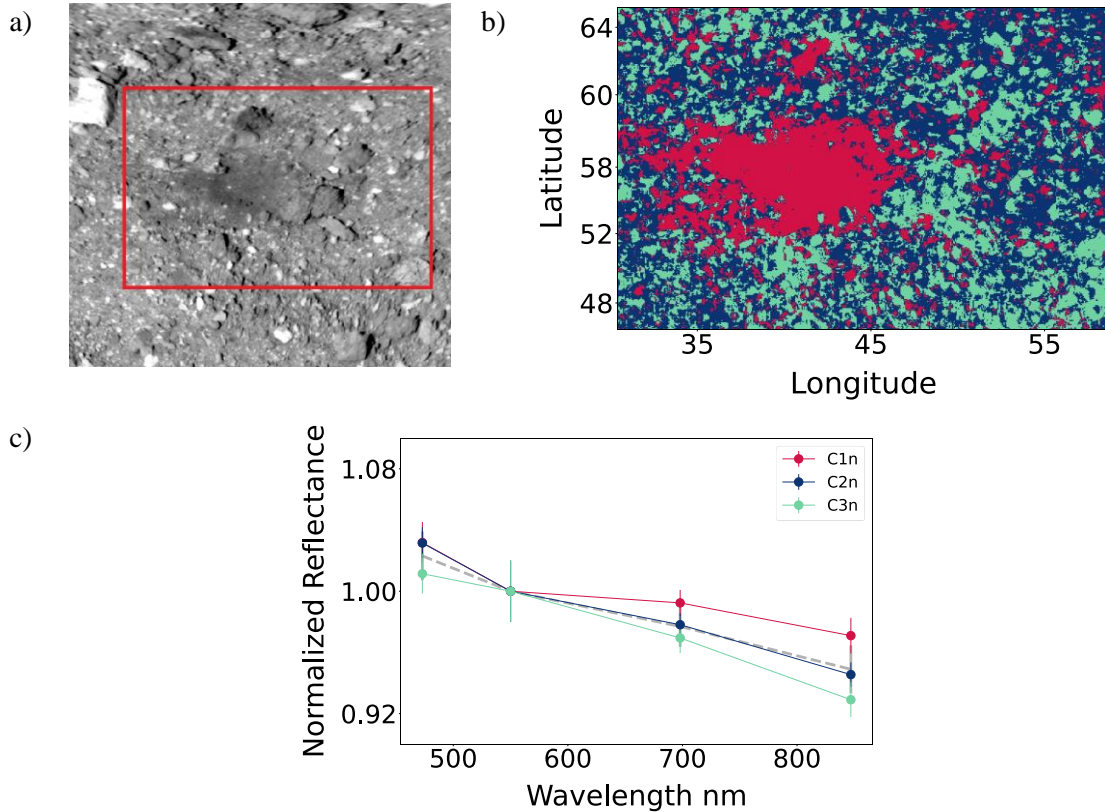 a)
b)
64
60
58
52
48
Latitude
35 45 55
Longitude
c)
1.08
1.00
0.92
Normalized Reflectance
C1n
C2n
C3n
500 600 700 800
Wavelength nm